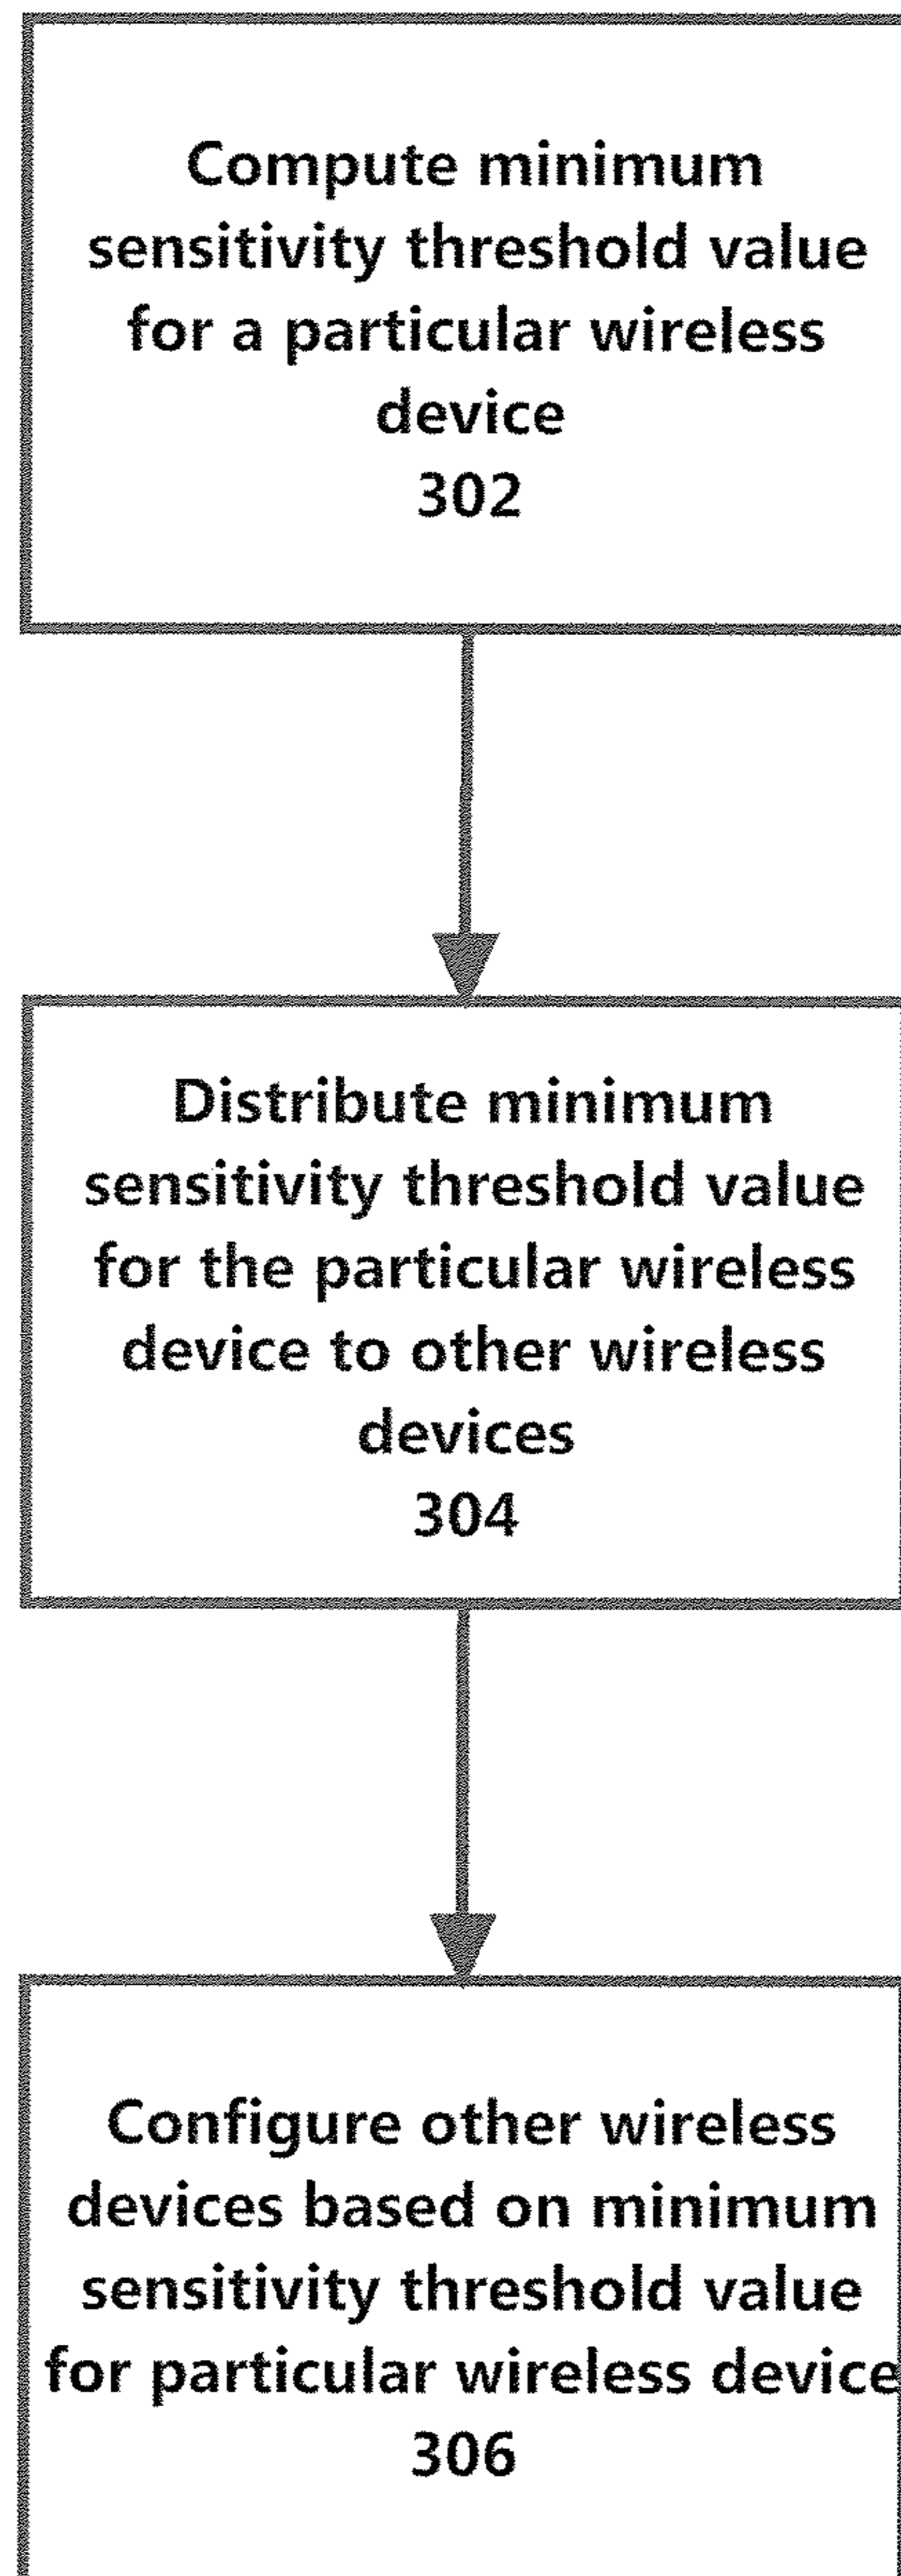 Compute minimum
sensitivity threshold value
for a particular wireless
device
302
Distribute minimum
sensitivity threshold value
for the particular wireless
device to other wireless
devices
304
Configure other wireless
devices based on minimum
sensitivity threshold value
for particular wireless device
306